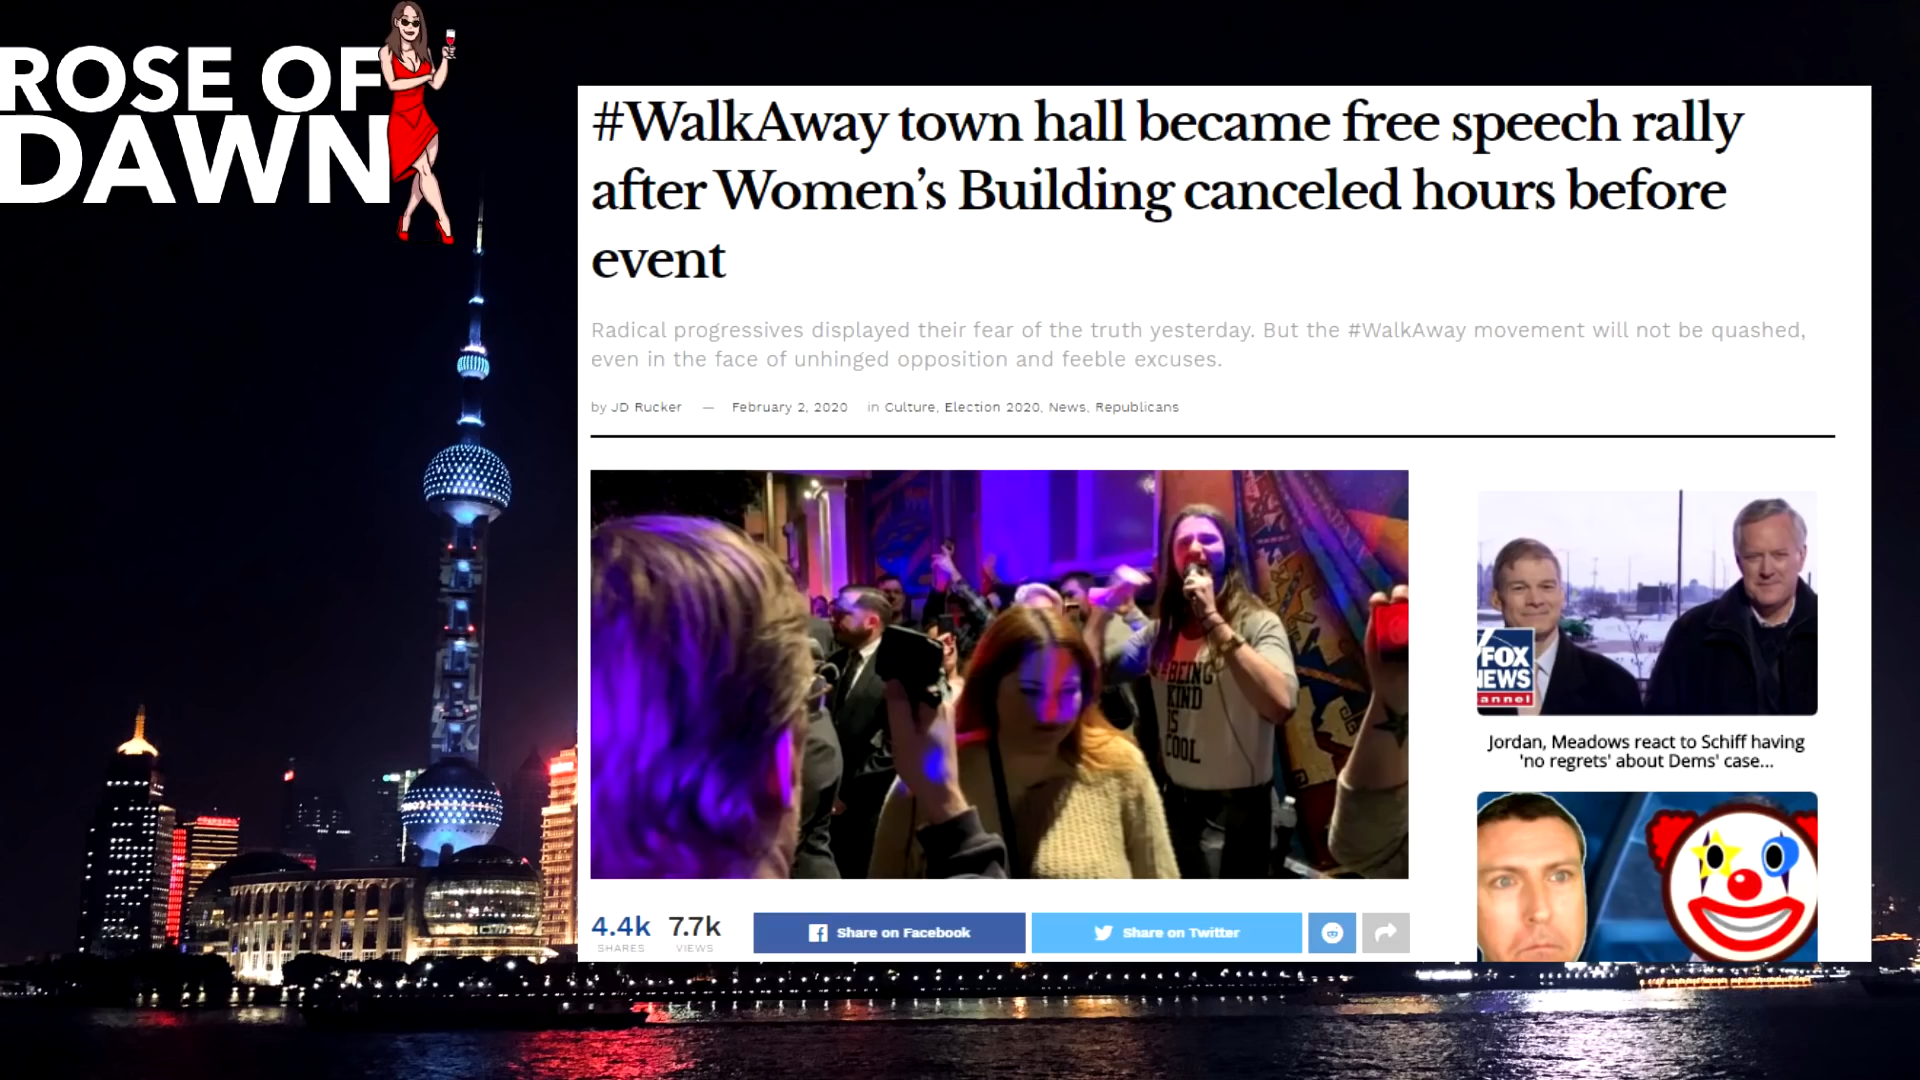 ROSE OF
DAWN
#WalkAway town hall became free speech rally
after Women's Building canceled hours before
event
Radical progressives displayed their fear of the truth yesterday. But the #WalkAway movement will not be quashed,
even in the face of unhinged opposition and feeble excuses.
by JD Rucker — February 2, 2020 in Culture, Election 2020, News, Republicans
#BEING
KIND
IS
COOL
FOX
NEWS
annel
Jordan, Meadows react to Schiff having
'no regrets' about Dems' case...
4.4k 7.7k
SHARES VIEWS
Share on Facebook
Share on Twitter